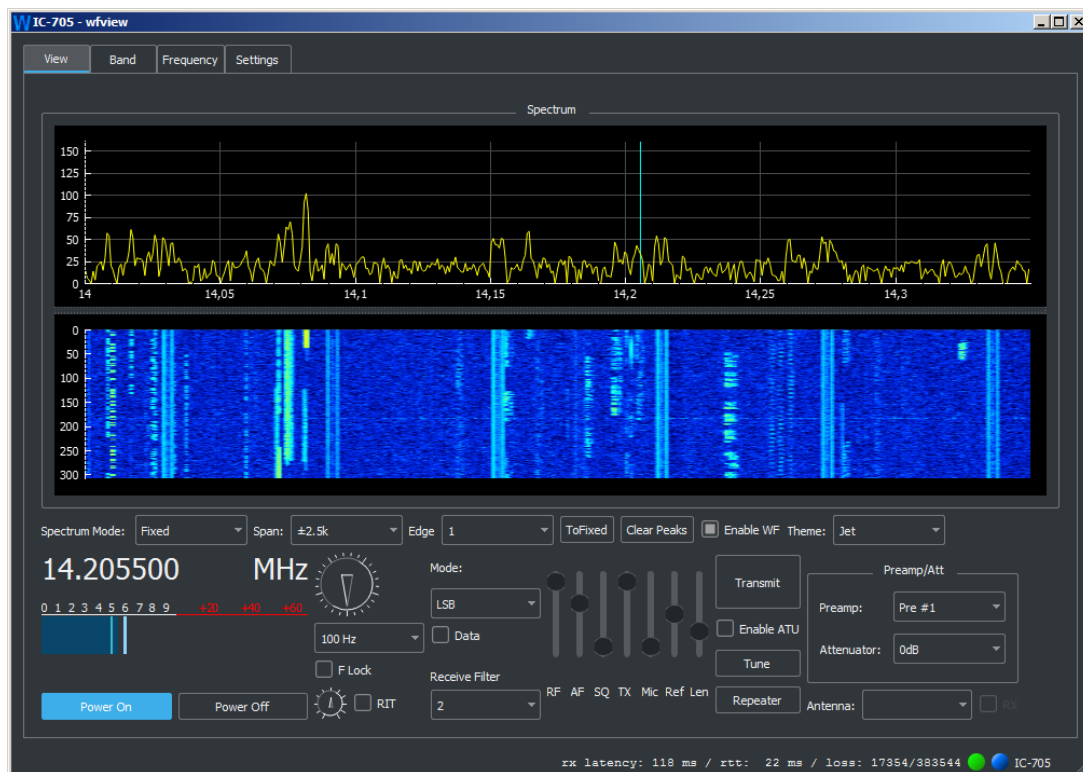 IC-705 - wfview
View Band Frequency Settings
Spectrum
150
125
100
75
50
25
0
14 14,05 14,1 14,15 14,2 14,25 14,3
0
50
100
150
200
250
300
Spectrum Mode: Fixed Span: ±2.5k Edge 1 ToFixed Clear Peaks Enable WF Theme: Jet
14.205500 MHz
0 1 2 3 4 5 6 7 8 9 +20 +40 +60
100 Hz
F Lock
RIT
Power On Power Off
Mode:
LSB
Data
Receive Filter
2
RF AF SQ TX Mic Ref Len
Transmit
Enable ATU
Tune
Repeater
Preamp/Att
Preamp: Pre #1
Attenuator: 0dB
Antenna: RX
rx latency: 118 ms / rtt: 22 ms / loss: 17354/383544 IC-705